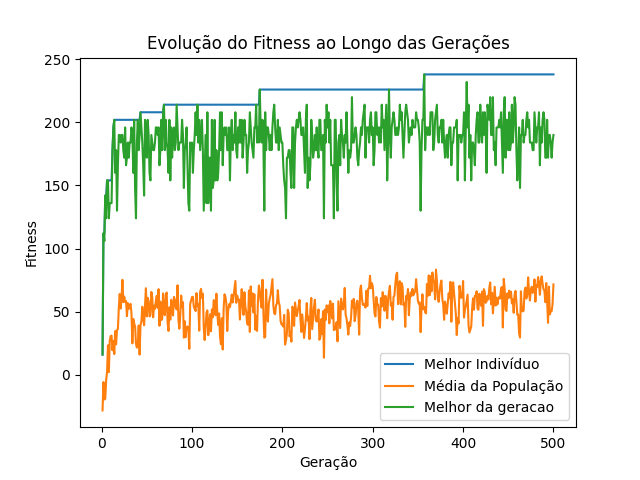 Evolução do Fitness ao Longo das Gerações
250
200
150
100
50
0
Fitness
0 100 200 300 400 500
Geração
Melhor Indivíduo
Média da População
Melhor da geracao